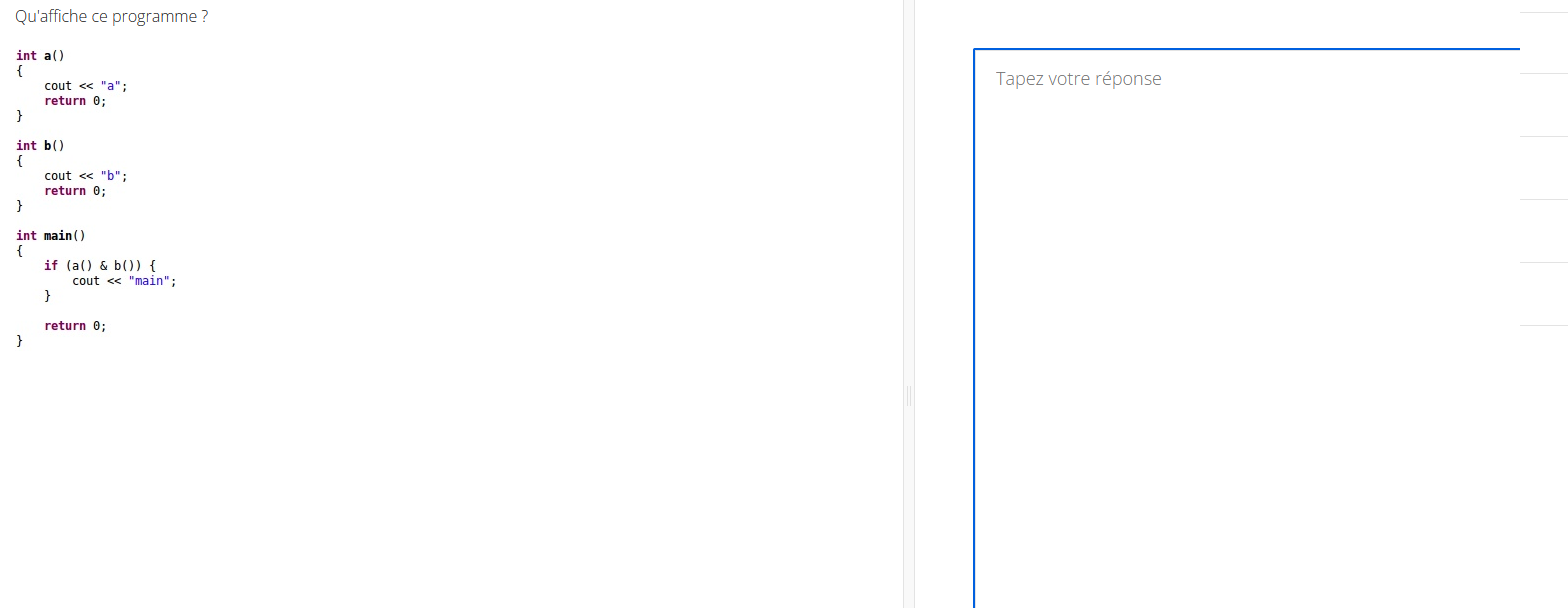 Qu'affiche ce programme ?
int a()
{
    cout << "a";
    return 0;
}
int b()
{
    cout << "b";
    return 0;
}
int main()
{
    if (a() & b()) {
        cout << "main";
    }
    return 0;
}
Tapez votre réponse